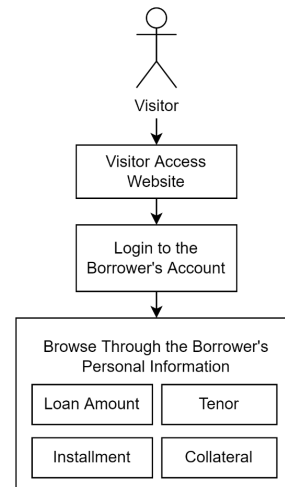 Visitor
Visitor Access
Website
Login to the
Borrower's Account
Browse Through the Borrower's
Personal Information
Loan Amount
Tenor
Installment
Collateral